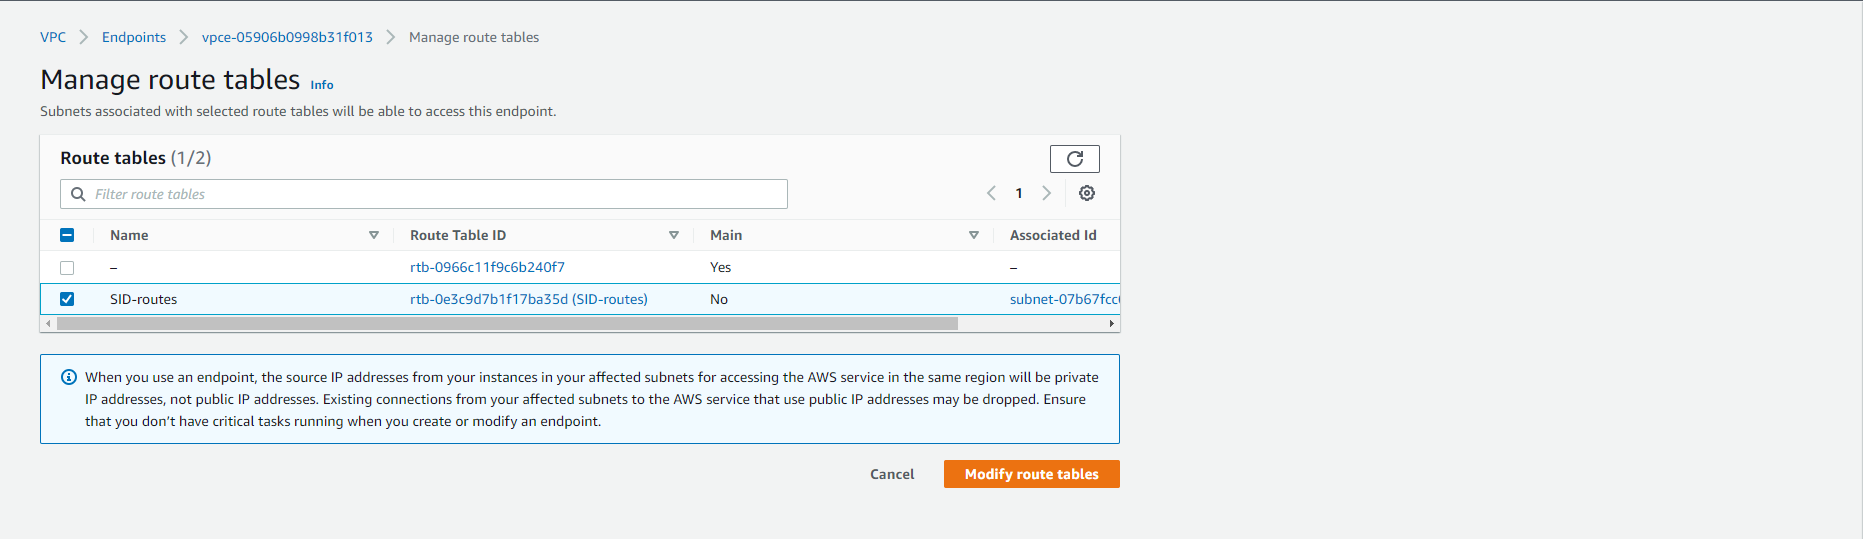 VPC > Endpoints > vpce-05906b0998b31f013 > Manage route tables
Manage route tables Info
Subnets associated with selected route tables will be able to access this endpoint.
Route tables (1/2)
Filter route tables
1
Name Route Table ID Main Associated Id
– rtb-0966c11f9c6b240f7 Yes –
SID-routes rtb-0e3c9d7b1f17ba35d (SID-routes) No subnet-07b67fcc
When you use an endpoint, the source IP addresses from your instances in your affected subnets for accessing the AWS service in the same region will be private
IP addresses, not public IP addresses. Existing connections from your affected subnets to the AWS service that use public IP addresses may be dropped. Ensure
that you don’t have critical tasks running when you create or modify an endpoint.
Cancel Modify route tables